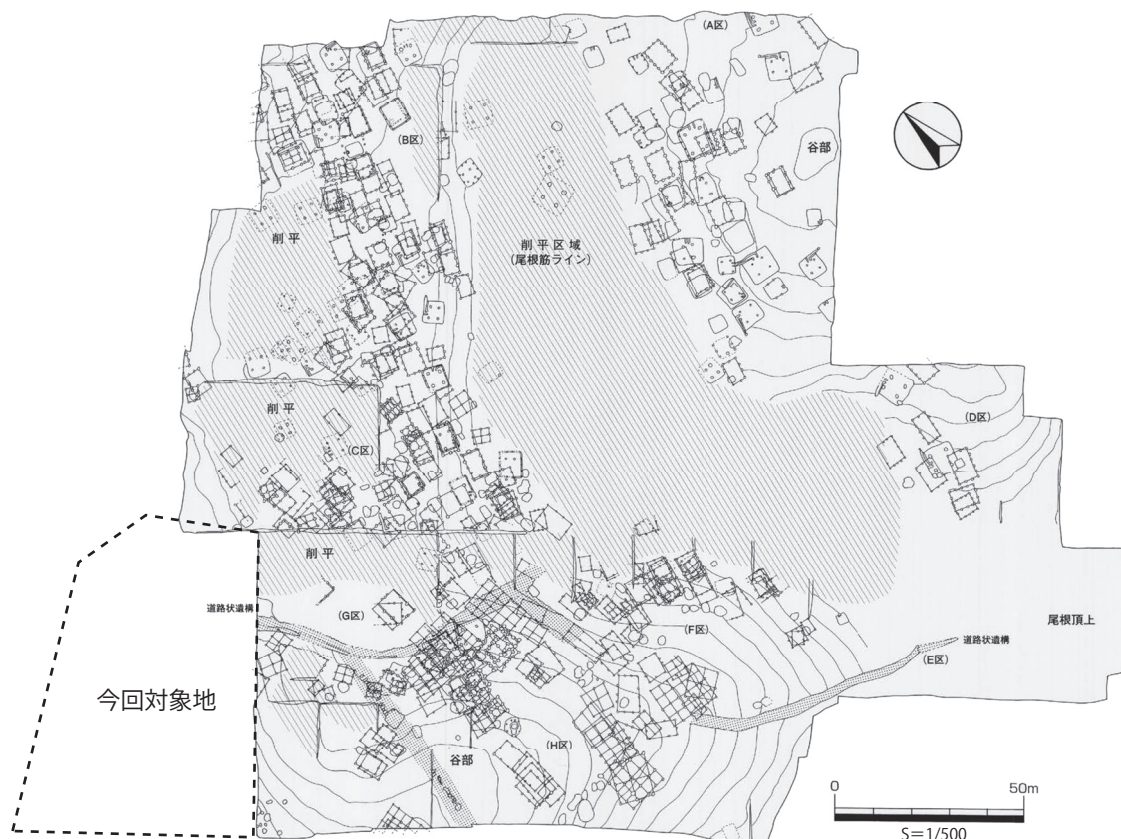 (A区)
(B区)
谷部
削平
削平区域
(尾根筋ライン)
削平
(C区)
(D区)
削平
道路状遺構
(G区)
(F区)
尾根頂上
道路状遺構
(E区)
今回対象地
(H区)
谷部
0 50m
S=1/500